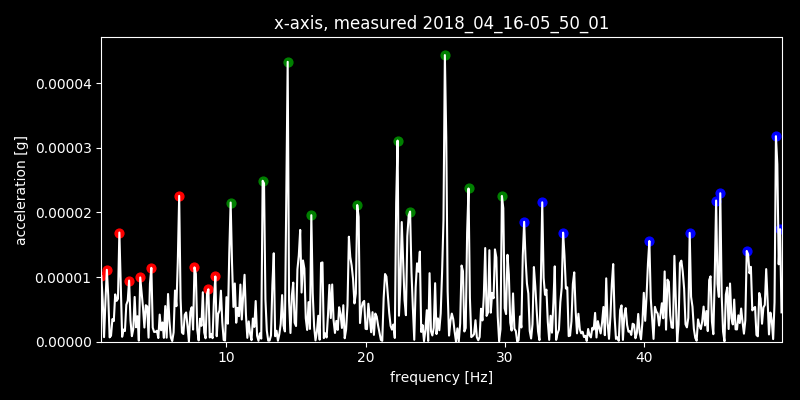 x-axis, measured 2018_04_16-05_50_01
0.00004
0.00003
0.00002
0.00001
0.00000
acceleration [g]
10 20 30 40
frequency [Hz]